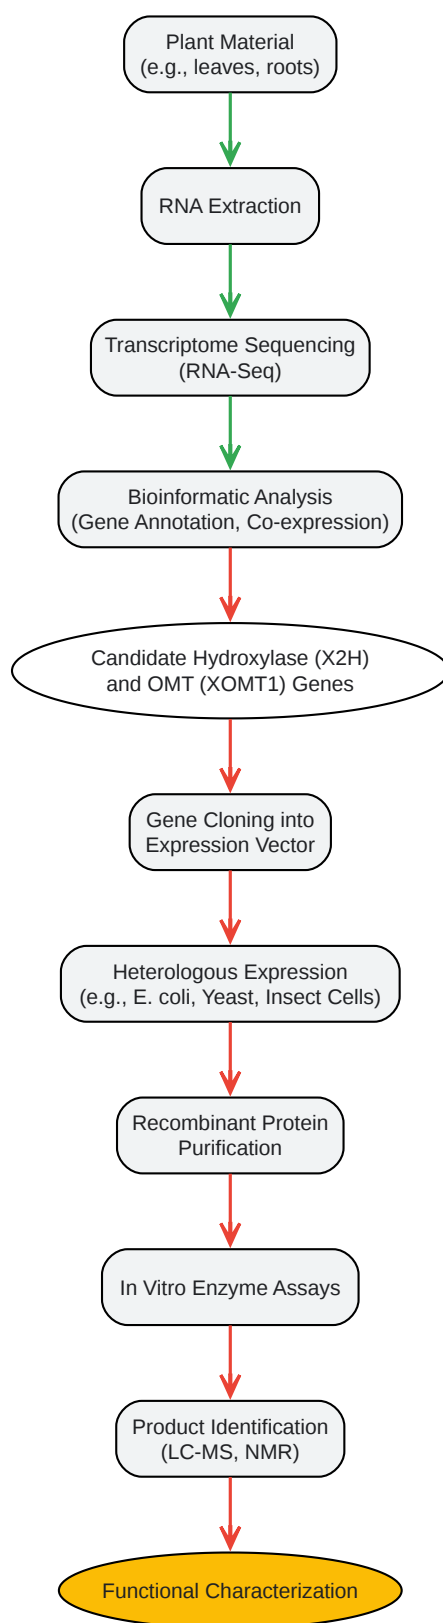 Plant Material
(e.g., leaves, roots)
RNA Extraction
Transcriptome Sequencing
(RNA-Seq)
Bioinformatic Analysis
(Gene Annotation, Co-expression)
Candidate Hydroxylase (X2H)
and OMT (XOMT1) Genes
Gene Cloning into
Expression Vector
Heterologous Expression
(e.g., E. coli, Yeast, Insect Cells)
Recombinant Protein
Purification
In Vitro Enzyme Assays
Product Identification
(LC-MS, NMR)
Functional Characterization